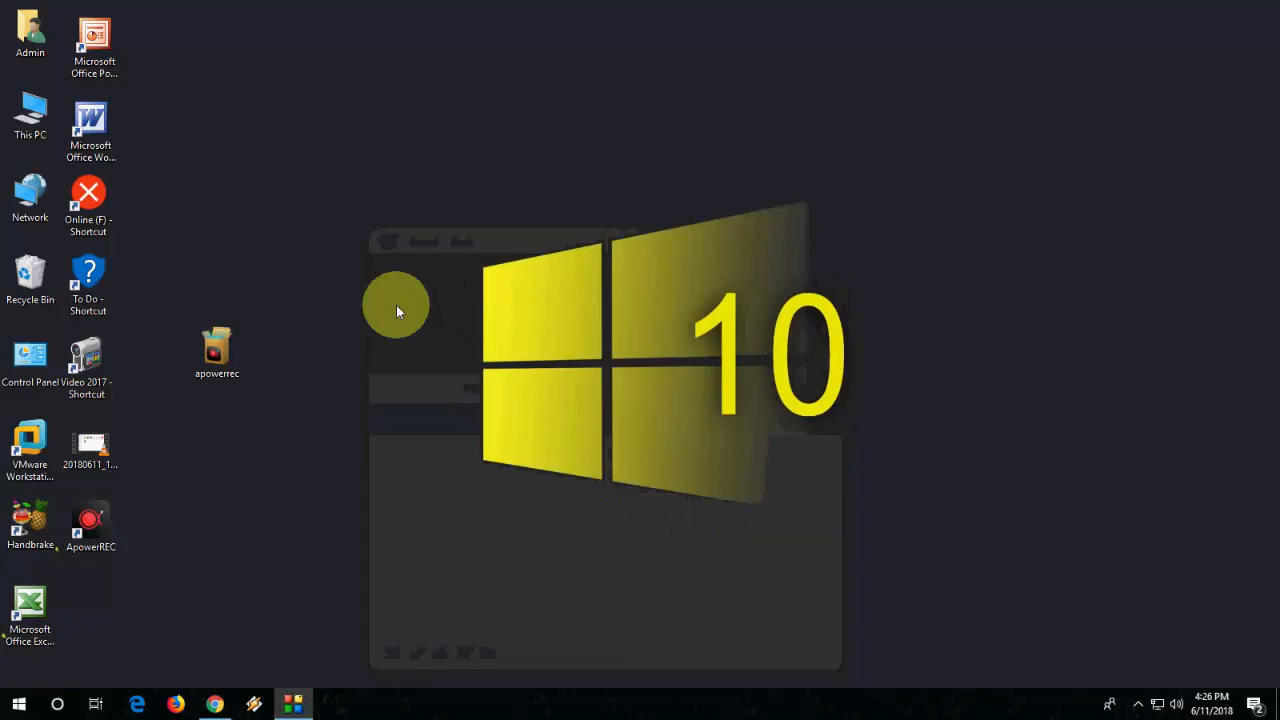 Admin
Microsoft
Office Po...
This PC
Microsoft
Office Wo...
Network
Online (F) -
Shortcut
Recycle Bin
To Do -
Shortcut
Control Panel
Video 2017 -
Shortcut
apowerrec
VMware
Workstati...
20180611_1...
Handbrake
ApowerREC
Microsoft
Office Exc...
10
4:26 PM
6/11/2018
2